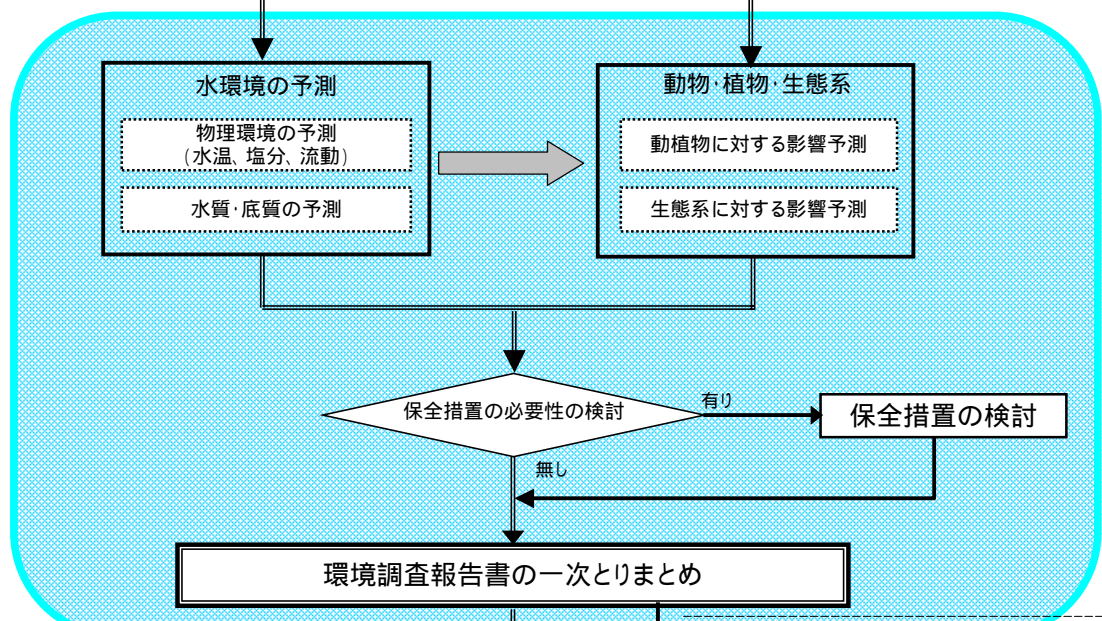 水環境の予測
物理環境の予測
(水温、塩分、流動)
水質･底質の予測
動物･植物･生態系
動植物に対する影響予測
生態系に対する影響予測
保全措置の必要性の検討
有り
保全措置の検討
無し
環境調査報告書の一次とりまとめ